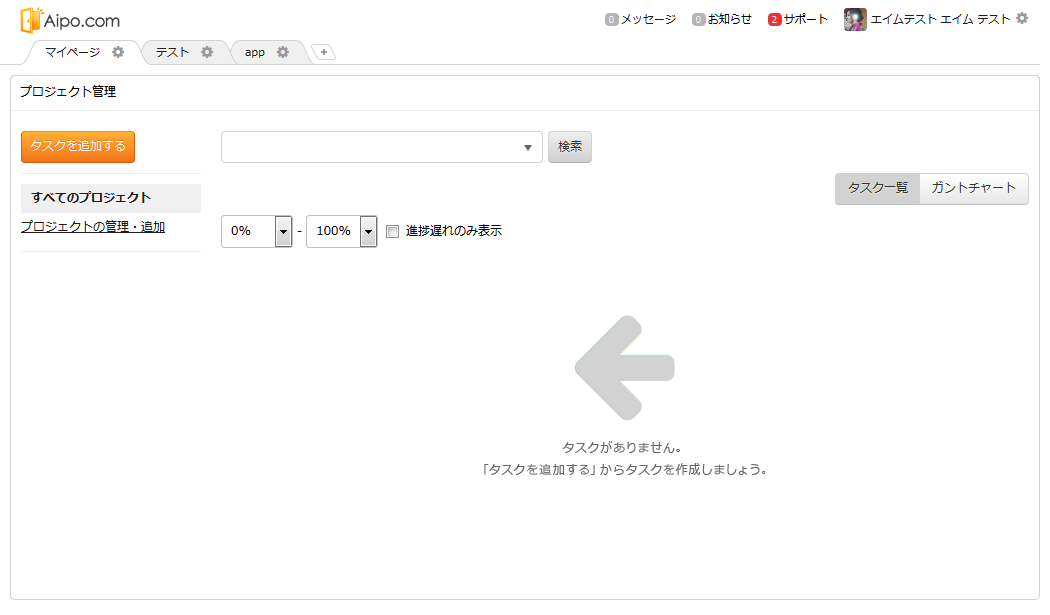 Aipo.com
0 メッセージ 0 お知らせ 2 サポート エイムテスト エイム テスト
マイページ テスト app +
プロジェクト管理
タスクを追加する 検索
タスク一覧 ガントチャート
すべてのプロジェクト
プロジェクトの管理・追加
0% - 100% 進捗遅れのみ表示
タスクがありません。
「タスクを追加する」からタスクを作成しましょう。